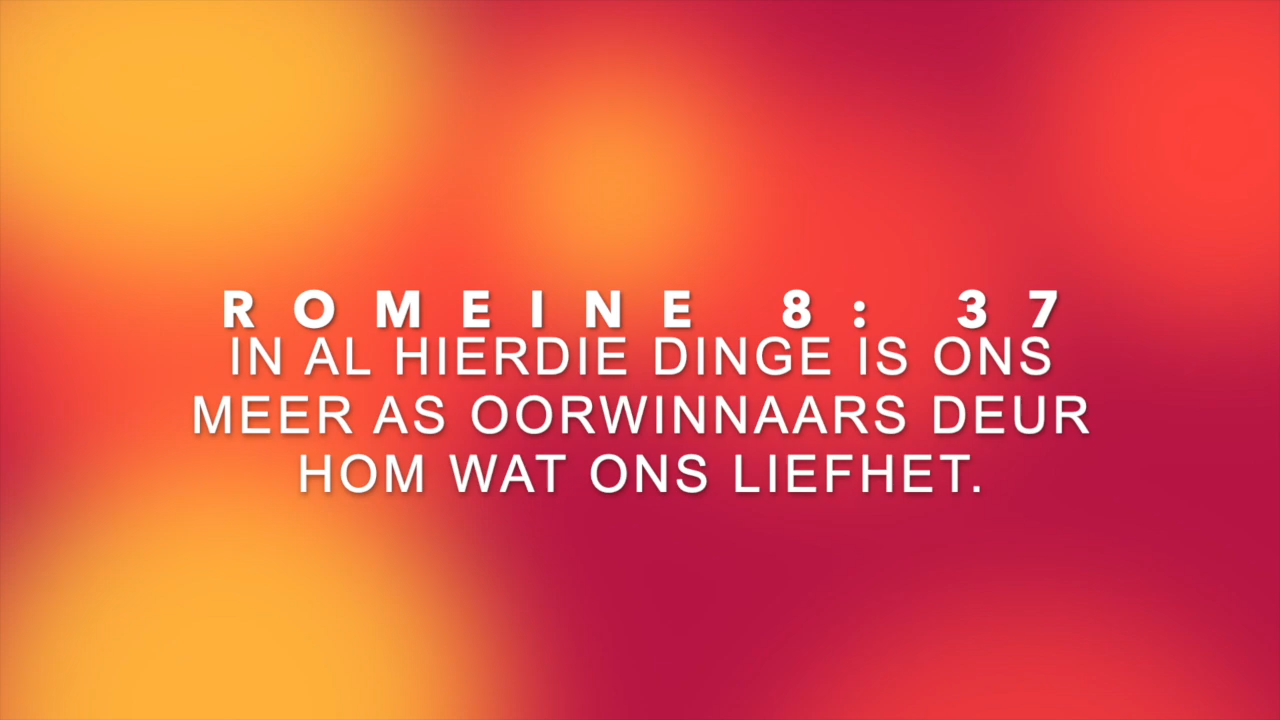 ROMEINE 8: 37
IN AL HIERDIE DINGE IS ONS
MEER AS OORWINNAARS DEUR
HOM WAT ONS LIEFHET.